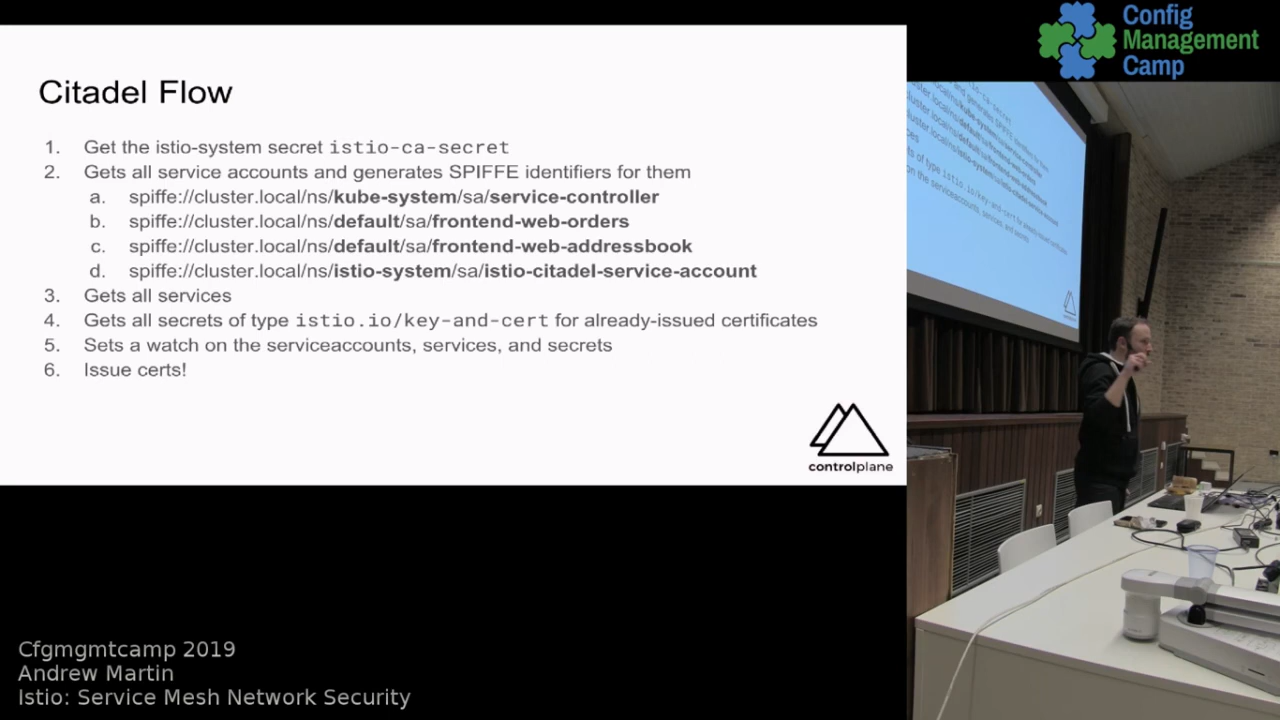 Config
Management
Camp
Citadel Flow
1. Get the istio-system secret istio-ca-secret
2. Gets all service accounts and generates SPIFFE identifiers for them
a. spiffe://cluster.local/ns/kube-system/sa/service-controller
b. spiffe://cluster.local/ns/default/sa/frontend-web-orders
c. spiffe://cluster.local/ns/default/sa/frontend-web-addressbook
d. spiffe://cluster.local/ns/istio-system/sa/istio-citadel-service-account
3. Gets all services
4. Gets all secrets of type istio.io/key-and-cert for already-issued certificates
5. Sets a watch on the serviceaccounts, services, and secrets
6. Issue certs!
controlplane
Cfgmgmtcamp 2019
Andrew Martin
Istio: Service Mesh Network Security